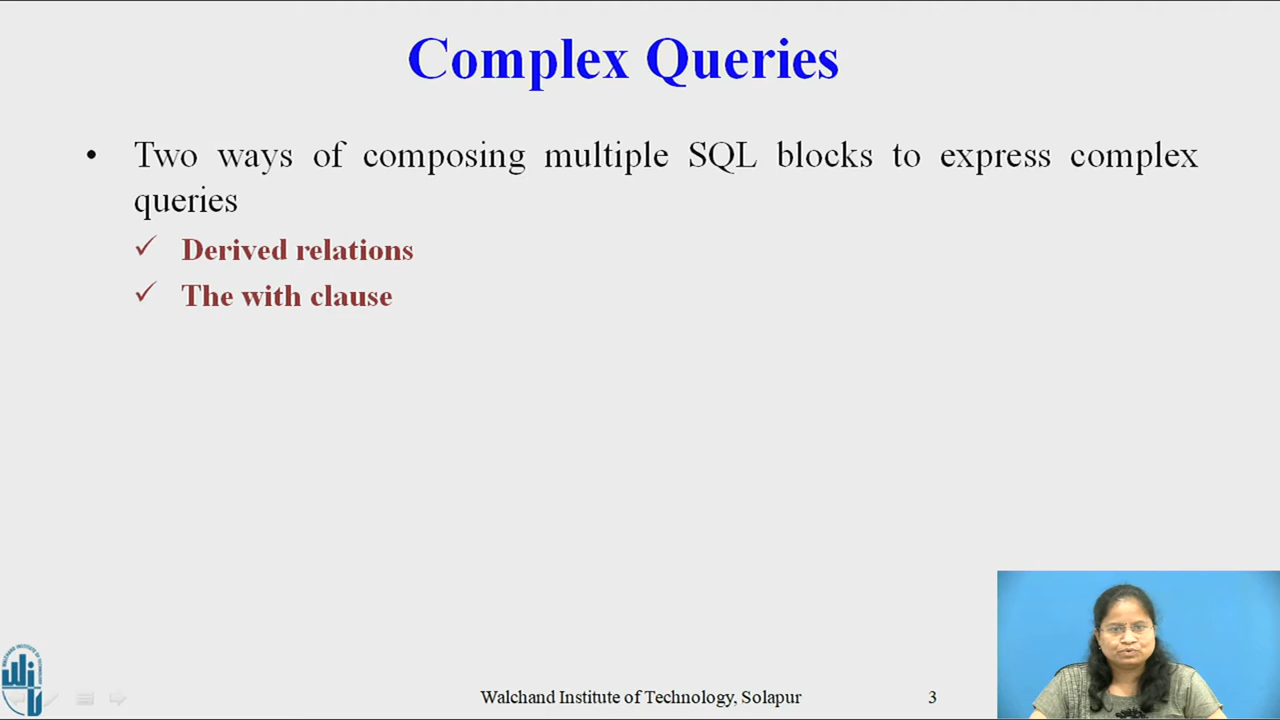 Complex Queries
• Two ways of composing multiple SQL blocks to express complex
queries
✓ Derived relations
✓ The with clause
Walchand Institute of Technology, Solapur 3